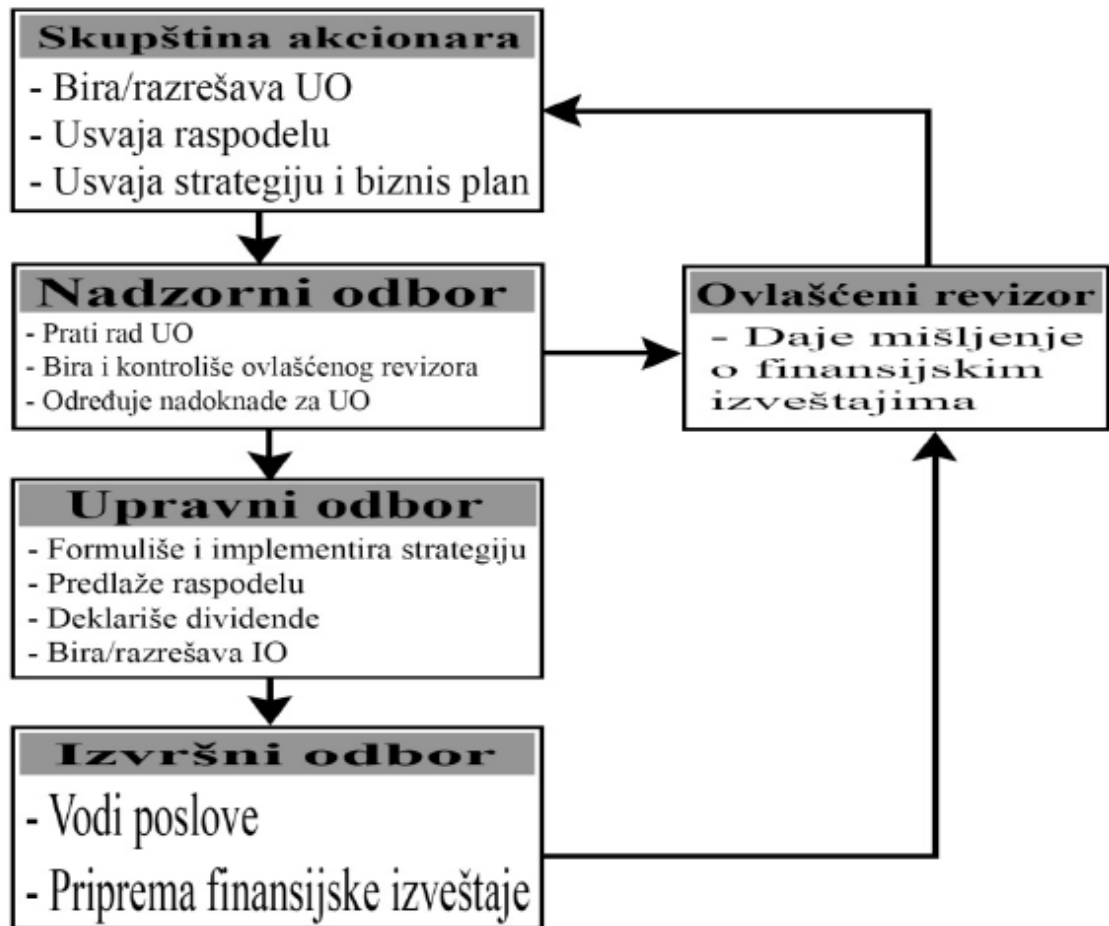 Skupština akcionara
- Bira/razrešava UO
- Usvaja raspodelu
- Usvaja strategiju i biznis plan
Nadzorni odbor
- Prati rad UO
- Bira i kontroliše ovlašćenog revizora
- Određuje nadoknade za UO
Ovlašćeni revizor
- Daje mišljenje
o finansijskim
izveštajima
Upravni odbor
- Formuliše i implementira strategiju
- Predlaže raspodelu
- Deklariše dividende
- Bira/razrešava IO
Izvršni odbor
- Vodi poslove
- Priprema finansijske izveštaje